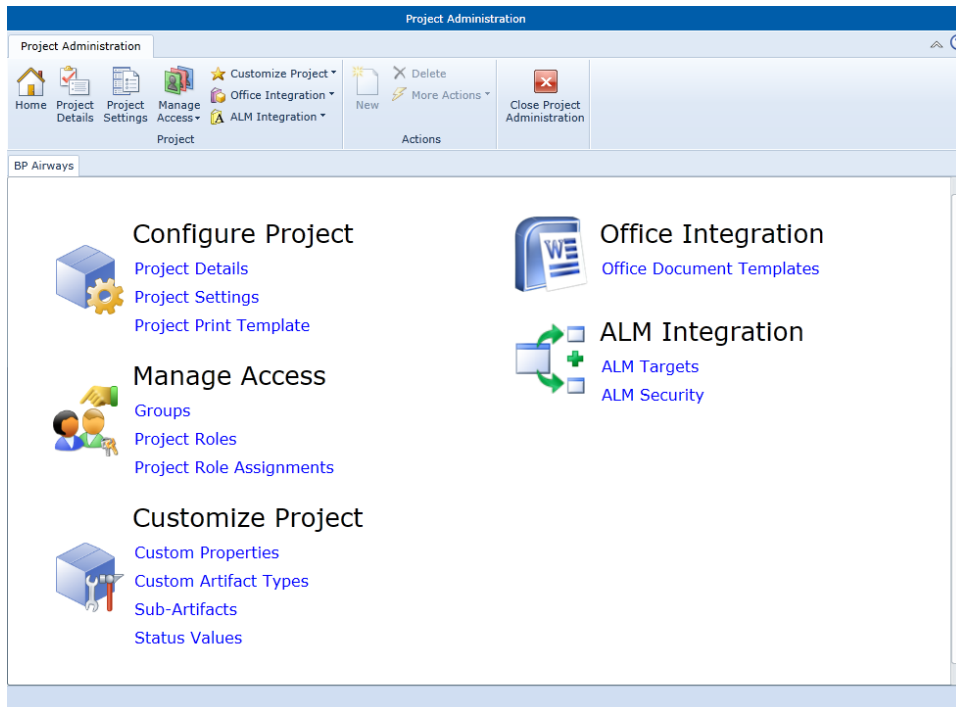 Project Administration
Project Administration
Home
Project Details
Project Settings
Manage Access
Customize Project
Office Integration
ALM Integration
Project
New
Delete
More Actions
Actions
Close Project Administration
BP Airways
Configure Project
Project Details
Project Settings
Project Print Template
Manage Access
Groups
Project Roles
Project Role Assignments
Customize Project
Custom Properties
Custom Artifact Types
Sub-Artifacts
Status Values
Office Integration
Office Document Templates
ALM Integration
ALM Targets
ALM Security